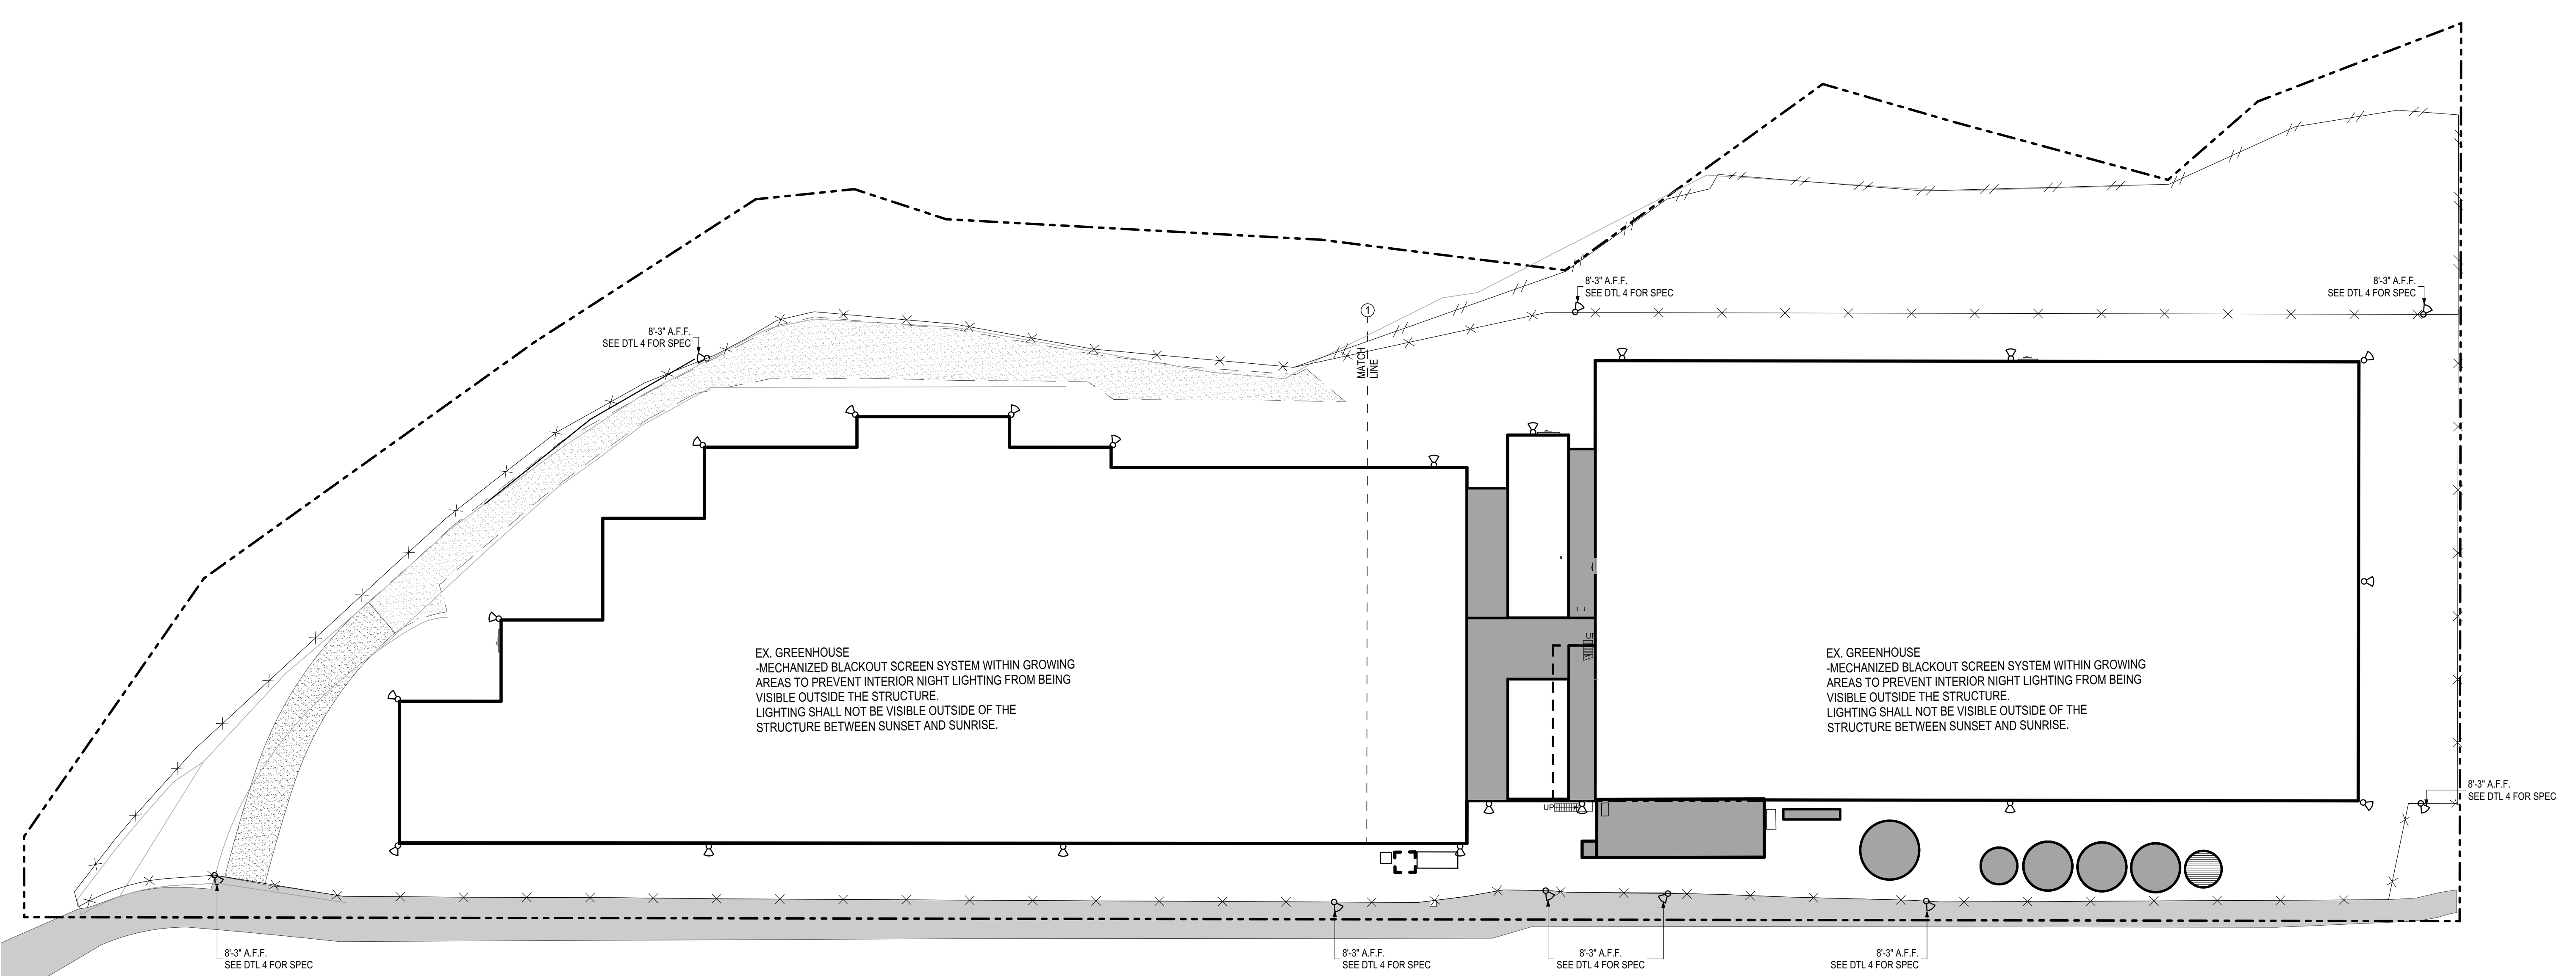 8'-3" A.F.F.
SEE DTL 4 FOR SPEC
8'-3" A.F.F.
SEE DTL 4 FOR SPEC
1
MATCH
LINE
8'-3" A.F.F.
SEE DTL 4 FOR SPEC
EX. GREENHOUSE
-MECHANIZED BLACKOUT SCREEN SYSTEM WITHIN GROWING
AREAS TO PREVENT INTERIOR NIGHT LIGHTING FROM BEING
VISIBLE OUTSIDE THE STRUCTURE.
LIGHTING SHALL NOT BE VISIBLE OUTSIDE OF THE
STRUCTURE BETWEEN SUNSET AND SUNRISE.
UP
EX. GREENHOUSE
-MECHANIZED BLACKOUT SCREEN SYSTEM WITHIN GROWING
AREAS TO PREVENT INTERIOR NIGHT LIGHTING FROM BEING
VISIBLE OUTSIDE THE STRUCTURE.
LIGHTING SHALL NOT BE VISIBLE OUTSIDE OF THE
STRUCTURE BETWEEN SUNSET AND SUNRISE.
UP
8'-3" A.F.F.
SEE DTL 4 FOR SPEC
8'-3" A.F.F.
SEE DTL 4 FOR SPEC
8'-3" A.F.F.
SEE DTL 4 FOR SPEC
8'-3" A.F.F.
SEE DTL 4 FOR SPEC
8'-3" A.F.F.
SEE DTL 4 FOR SPEC